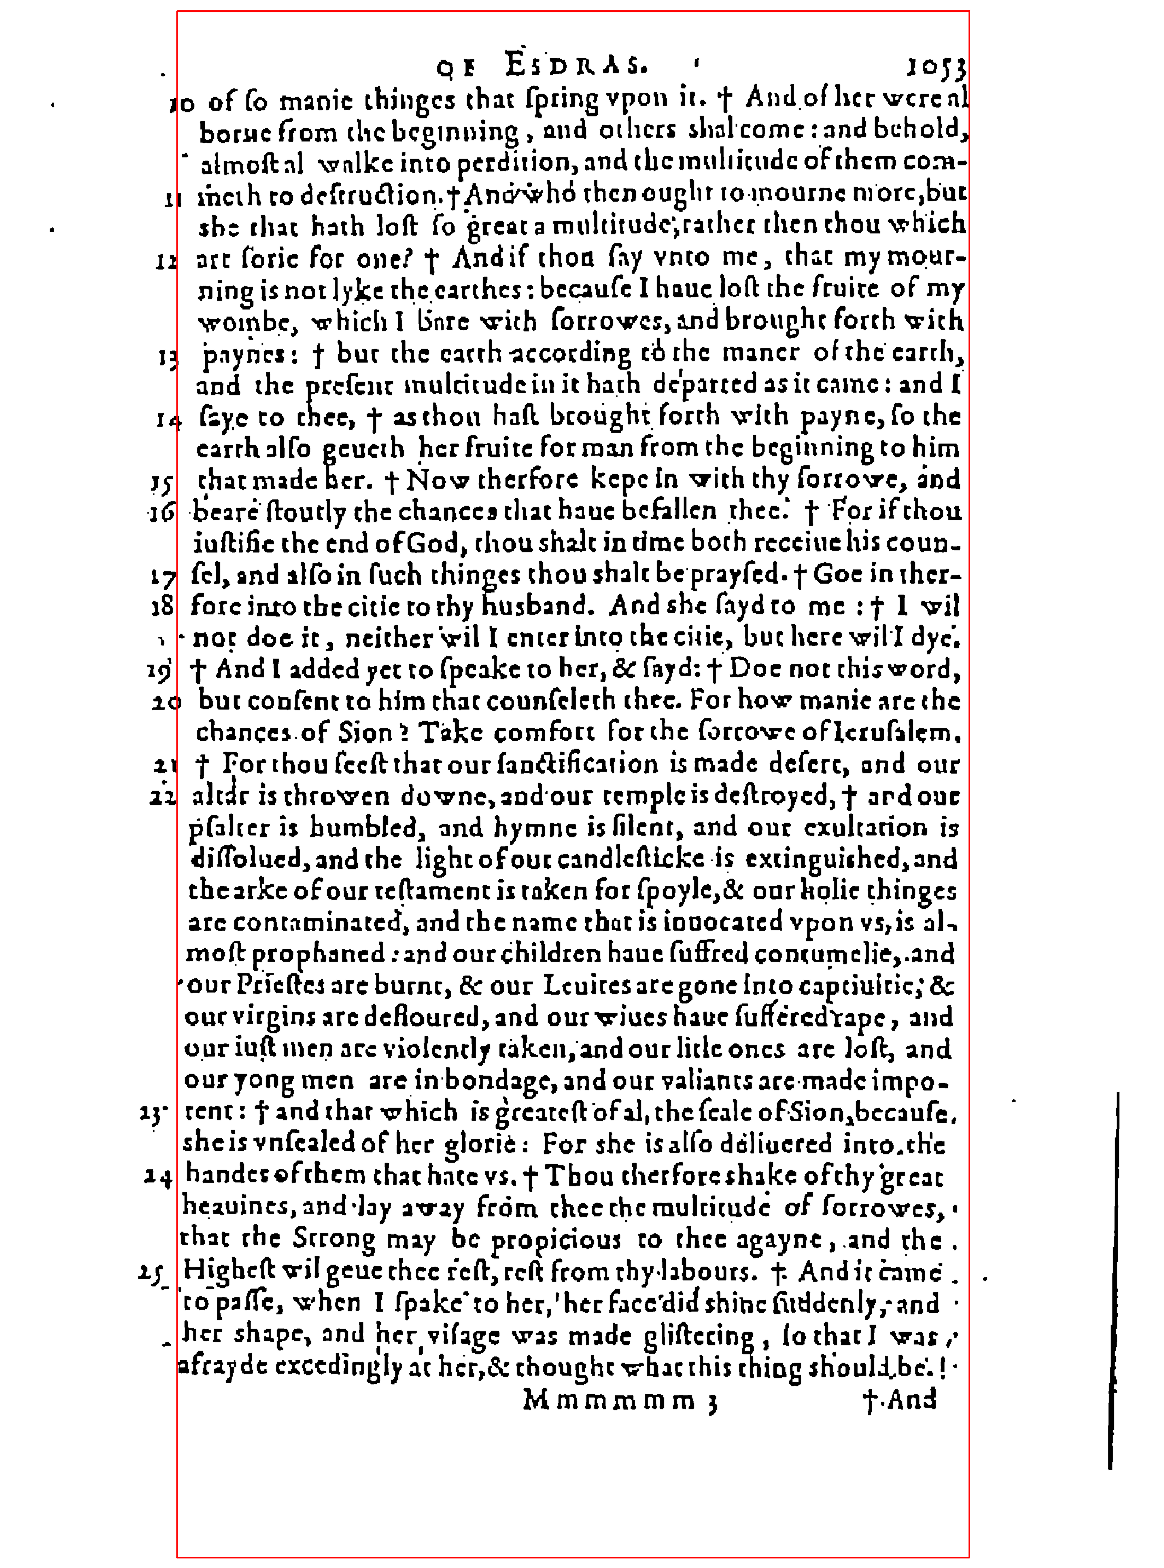 OF ESDRAS. 1053
10 of ſo manie thinges that ſpring vpon it. † And of her were al
borne from the beginning, and others shal come: and behold,
almoſt al walke into perdition, and the multitude of them com-
11 meth to deſtruction. † And who then ought to mourne more, but
she that hath loſt ſo great a multitude, rather then thou which
12 art ſorie for one? † And if thou ſay vnto me, that my mour-
ning is not lyke the earthes: becauſe I haue loſt the fruite of my
wombe, which I bare with ſorrowes, and brought forth with
13 paynes: † but the earth according to the maner of the earth,
and the preſent multitude in it hath departed as it came: and I
14 ſaye to thee, † as thou haſt brought forth with payne, ſo the
earth alſo geueth her fruite for man from the beginning to him
15 that made her. † Now therfore kepe in with thy ſorrowe, and
16 beare ſtoutly the chances that haue befallen thee. † For if thou
iuſtifie the end of God, thou shalt in time both receiue his coun-
17 ſel, and alſo in ſuch thinges thou shalt be prayſed. † Goe in ther-
18 fore into the citie to thy husband. And she ſayd to me : † I wil
not doe it, neither wil I enter into the citie, but here wil I dye.
19 † And I added yet to ſpeake to her, & ſayd: † Doe not this word,
20 but conſent to him that counſeleth thee. For how manie are the
chances of Sion? Take comfort for the ſorrowe of Ieruſalem.
21 † For thou ſeeſt that our ſanctification is made deſert, and our
22 altar is throwen downe, and our temple is deſtroyed, † and our
pſalter is humbled, and hymne is ſilent, and our exultation is
diſſolued, and the light of our candleſticke is extinguished, and
the arke of our teſtament is taken for ſpoyle, & our holie thinges
are contaminated, and the name that is inuocated vpon vs, is al-
moſt prophaned: and our children haue ſuffred contumelie, and
our Prieſtes are burnt, & our Leuites are gone into captiuitie, &
our virgins are defloured, and our wiues haue ſuffered rape, and
our iuſt men are violently taken, and our litle ones are loſt, and
our yong men are in bondage, and our valiants are made impo-
23 tent: † and that which is greateſt of al, the ſeale of Sion, becauſe
she is vnſealed of her glorie: For she is alſo deliuered into the
24 handes of them that hate vs. † Thou therfore shake of thy great
heauines, and lay away from thee the multitude of ſorrowes,
that the Strong may be propicious to thee agayne, and the
25 Higheſt wil geue thee reſt, reſt from thy labours. † And it came
to paſſe, when I ſpake to her, her face did shine ſuddenly, and
her shape, and her viſage was made gliſtering, ſo that I was
afrayde excedingly at her, & thought what this thing should be.
Mmmmmm 3 † And